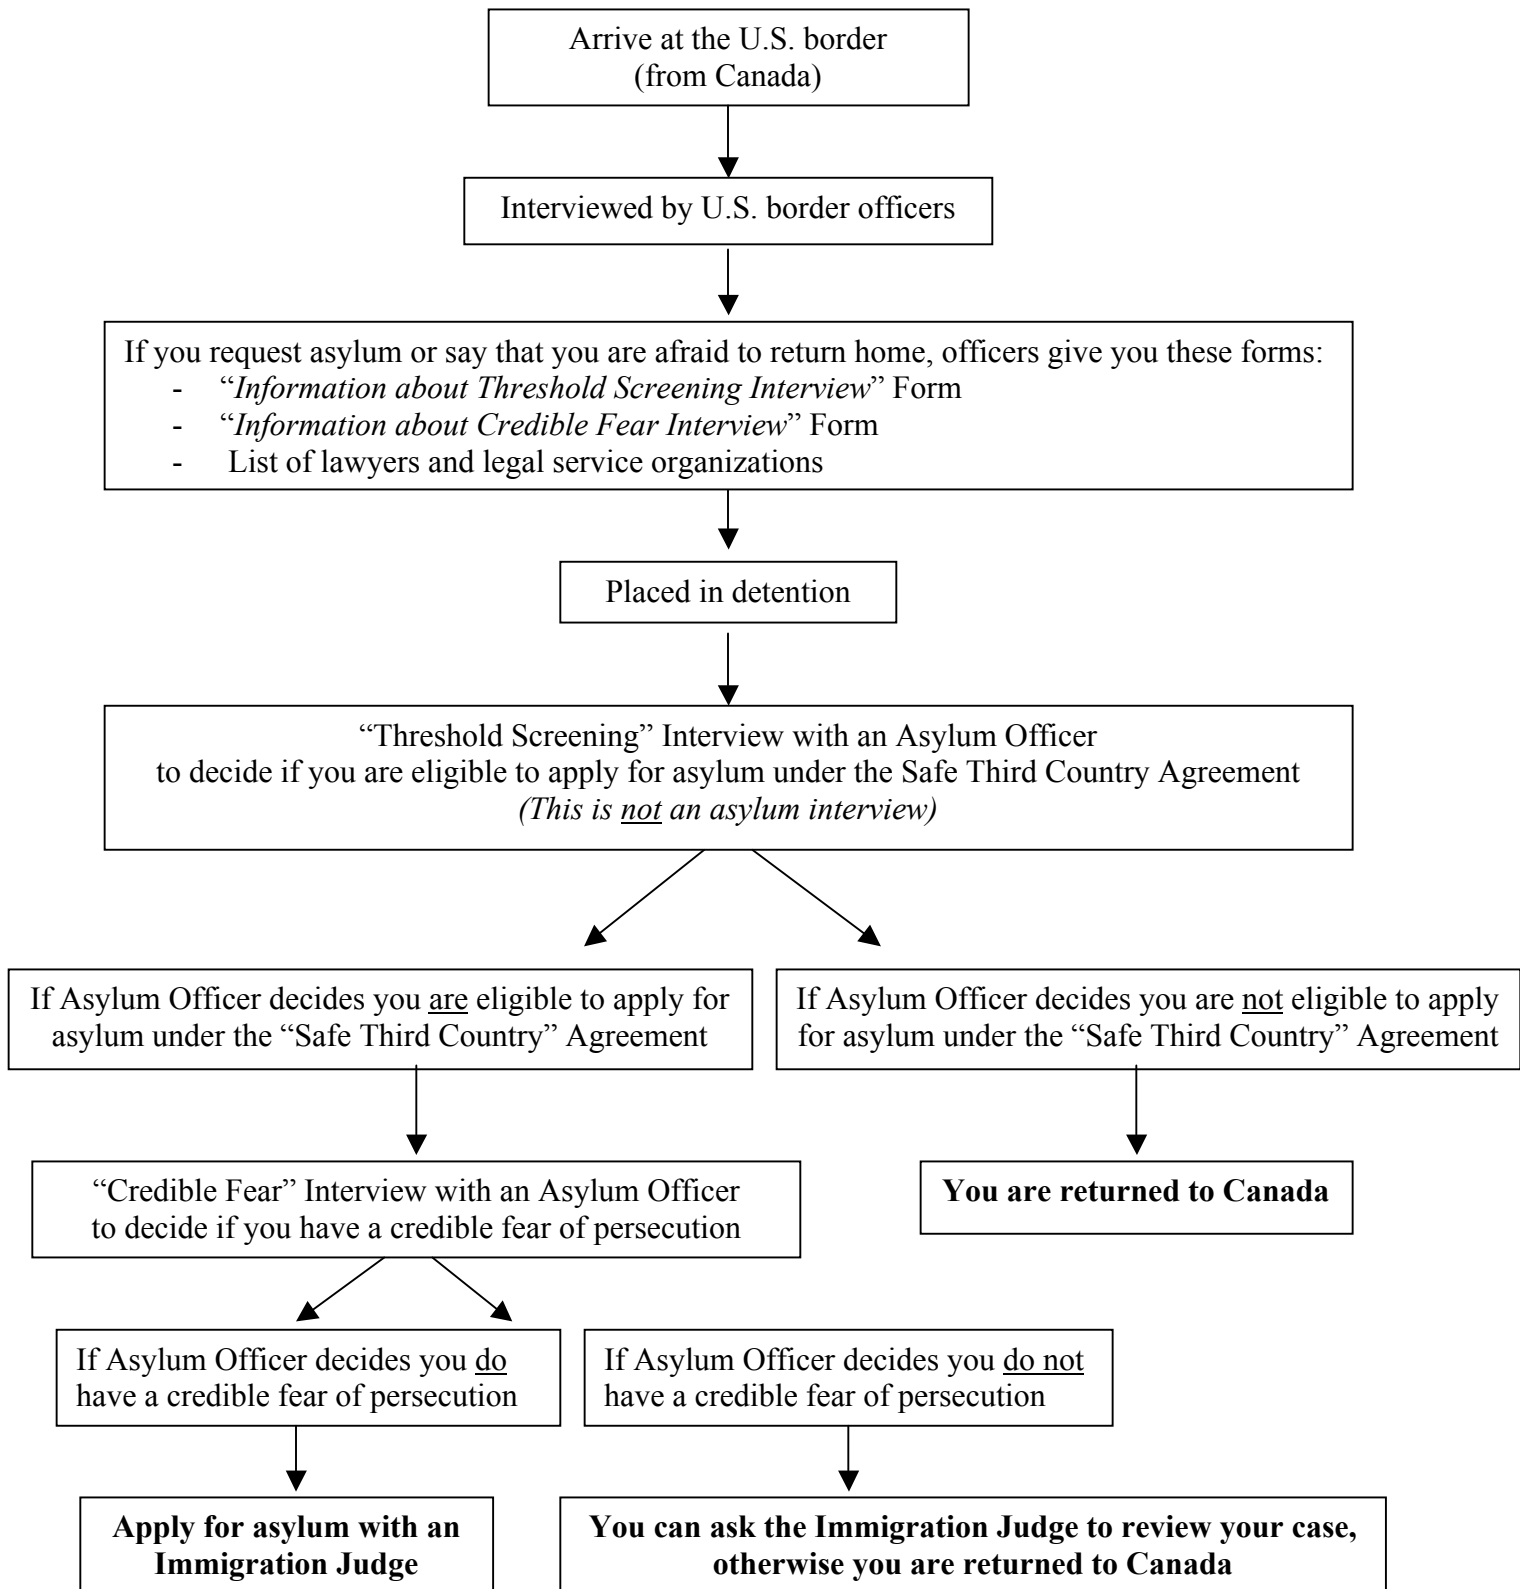 Arrive at the U.S. border
(from Canada)
Interviewed by U.S. border officers
If you request asylum or say that you are afraid to return home, officers give you these forms:
- “Information about Threshold Screening Interview” Form
- “Information about Credible Fear Interview” Form
- List of lawyers and legal service organizations
Placed in detention
“Threshold Screening” Interview with an Asylum Officer
to decide if you are eligible to apply for asylum under the Safe Third Country Agreement
(This is not an asylum interview)
If Asylum Officer decides you are eligible to apply for
asylum under the “Safe Third Country” Agreement
If Asylum Officer decides you are not eligible to apply
for asylum under the “Safe Third Country” Agreement
“Credible Fear” Interview with an Asylum Officer
to decide if you have a credible fear of persecution
You are returned to Canada
If Asylum Officer decides you do
have a credible fear of persecution
If Asylum Officer decides you do not
have a credible fear of persecution
Apply for asylum with an
Immigration Judge
You can ask the Immigration Judge to review your case,
otherwise you are returned to Canada